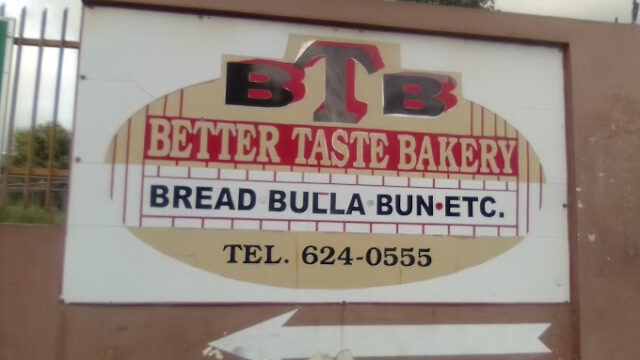 BTB
BETTER TASTE BAKERY
BREAD BULLA BUN•ETC.
TEL. 624-0555